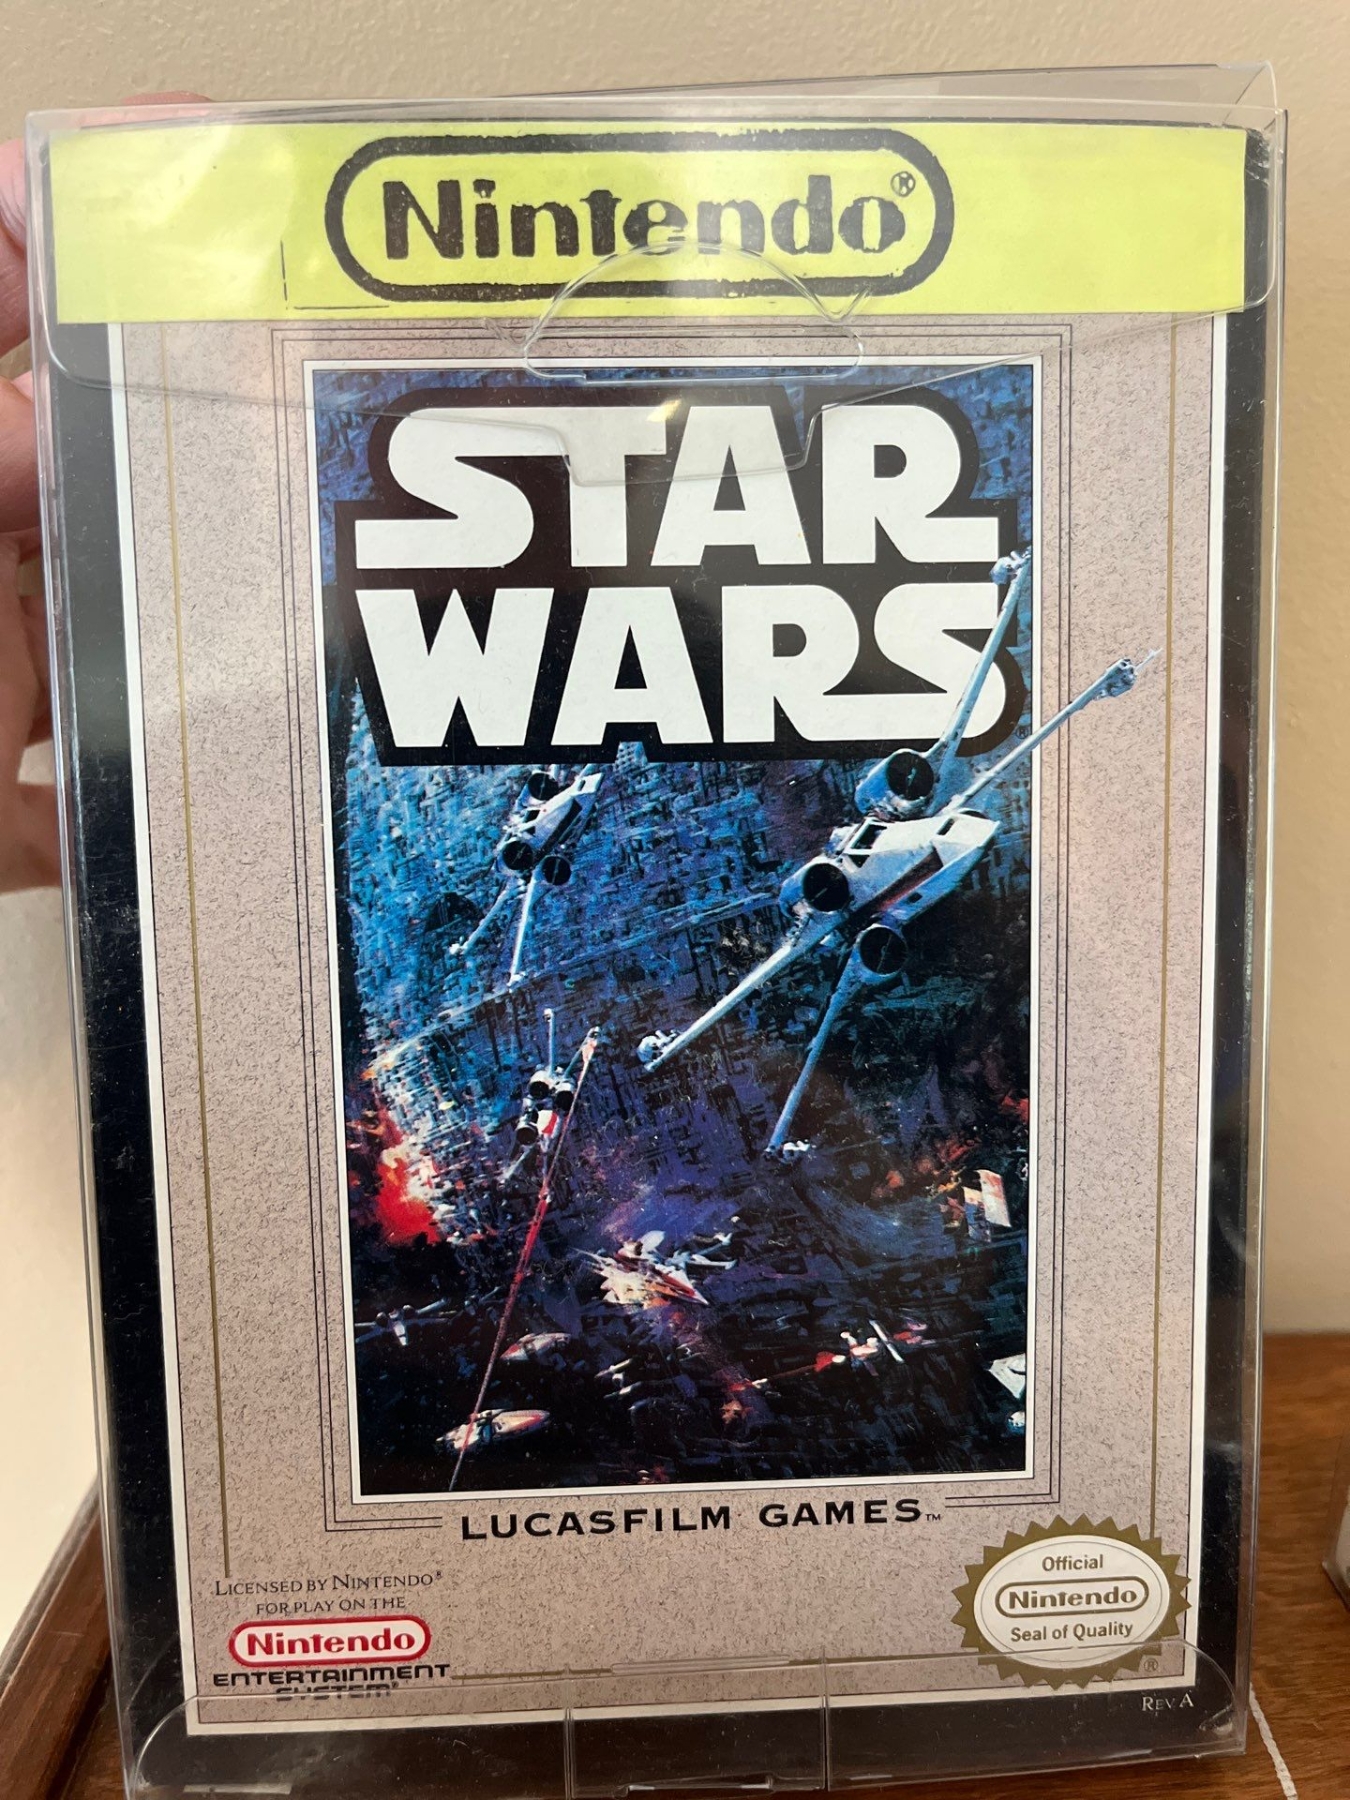 Nintendo®
STAR
WARS®
LUCASFILM GAMES™
LICENSED BY NINTENDO®
FOR PLAY ON THE
Nintendo
ENTERTAINMENT
SYSTEM®
Official
Nintendo
Seal of Quality
®
REV A